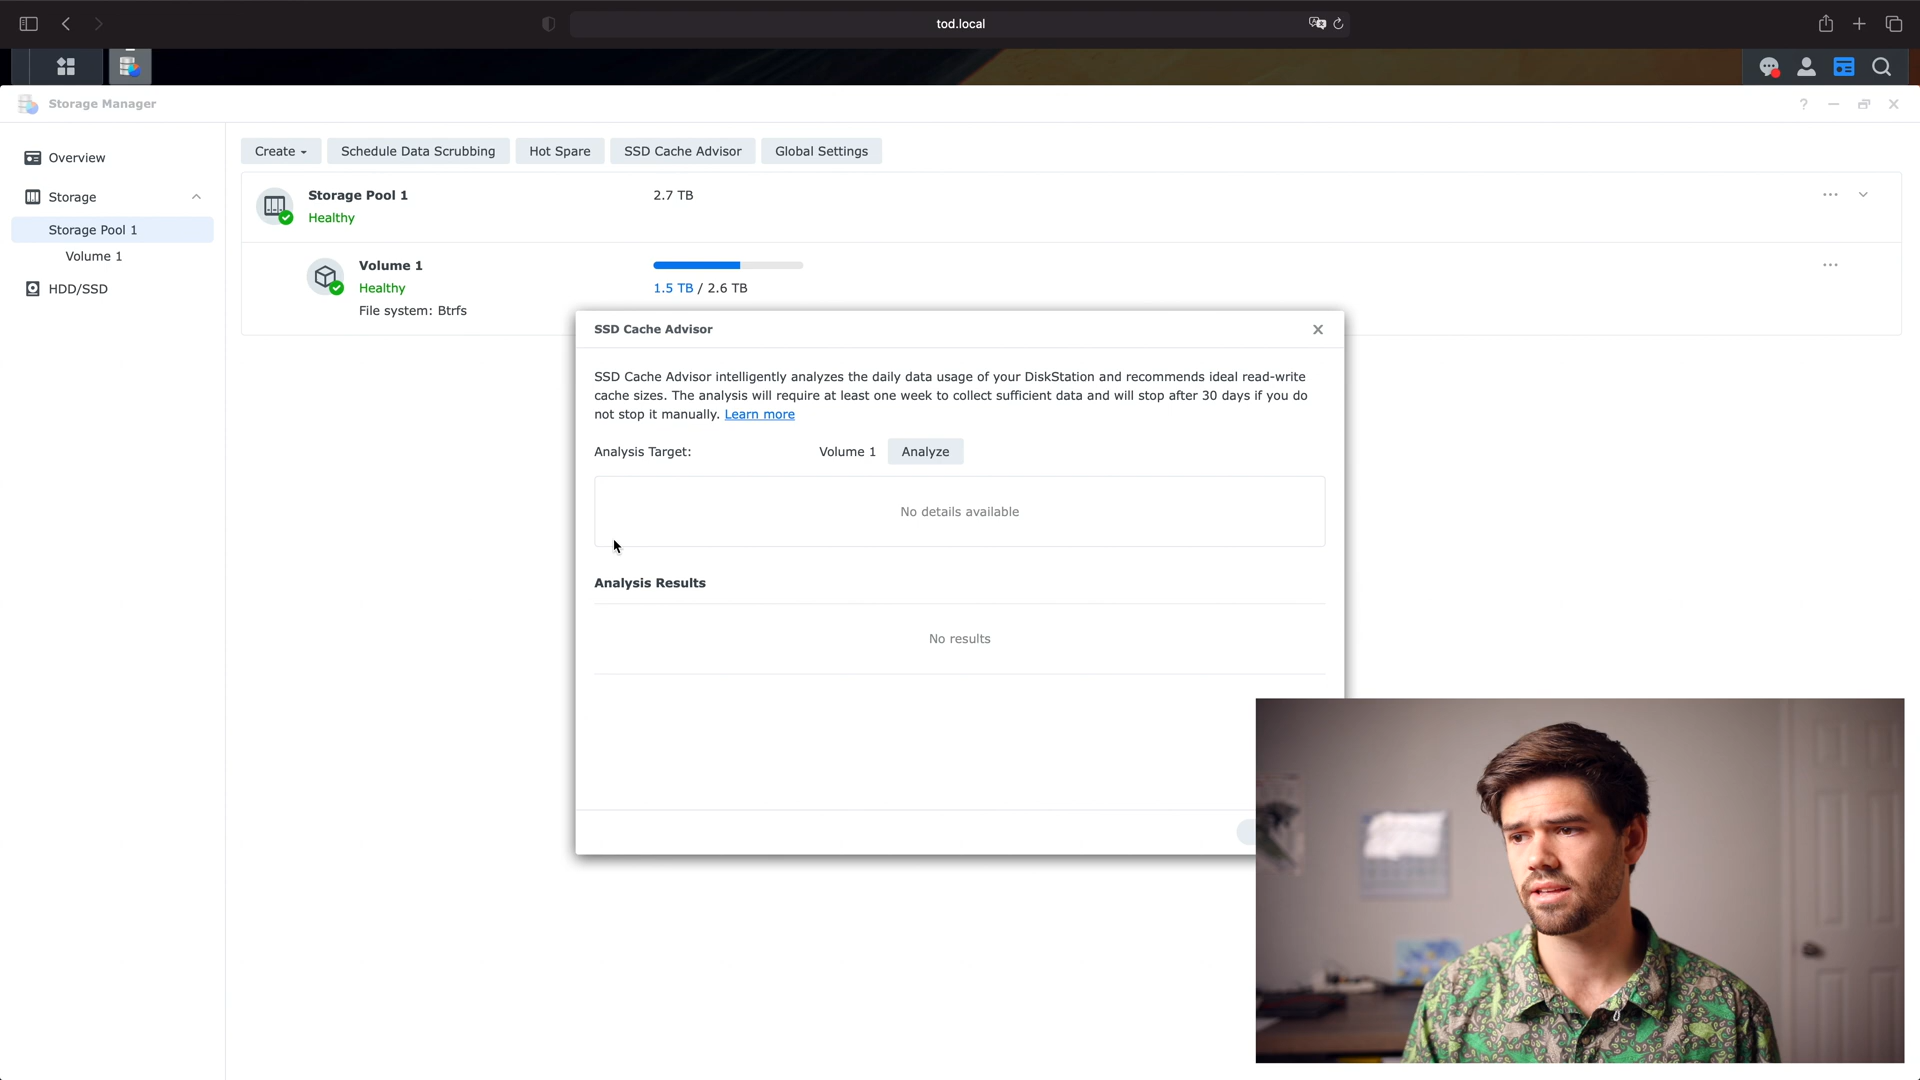 tod.local
Storage Manager
?
Overview
Storage
Storage Pool 1
Volume 1
HDD/SSD
Create
Schedule Data Scrubbing
Hot Spare
SSD Cache Advisor
Global Settings
Storage Pool 1
2.7 TB
Healthy
Volume 1
Healthy
1.5 TB / 2.6 TB
File system: Btrfs
SSD Cache Advisor
SSD Cache Advisor intelligently analyzes the daily data usage of your DiskStation and recommends ideal read-write
cache sizes. The analysis will require at least one week to collect sufficient data and will stop after 30 days if you do
not stop it manually. Learn more
Analysis Target:
Volume 1
Analyze
No details available
Analysis Results
No results